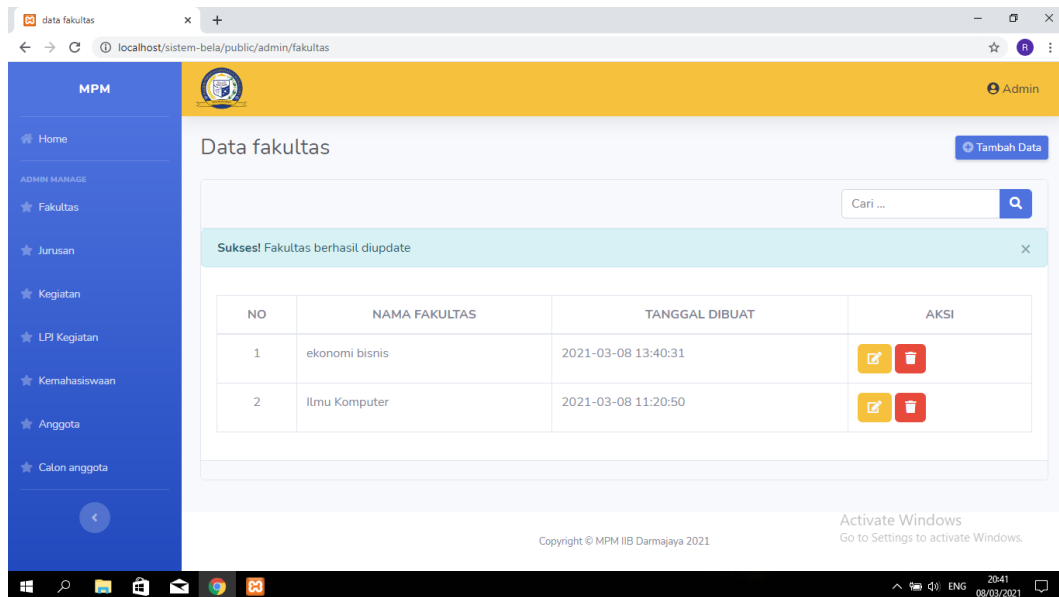 data fakultas
localhost/sistem-bela/public/admin/fakultas
R
MPM
Admin
Home
Data fakultas
Tambah Data
ADMIN MANAGE
Fakultas
Cari ...
Jurusan
Sukses! Fakultas berhasil diupdate
Kegiatan
NO NAMA FAKULTAS TANGGAL DIBUAT AKSI
LPJ Kegiatan
1 ekonomi bisnis 2021-03-08 13:40:31
Kemahasiswaan
2 Ilmu Komputer 2021-03-08 11:20:50
Anggota
Calon anggota
Activate Windows
Go to Settings to activate Windows.
Copyright © MPM IIB Darmajaya 2021
ENG
20:41
08/03/2021